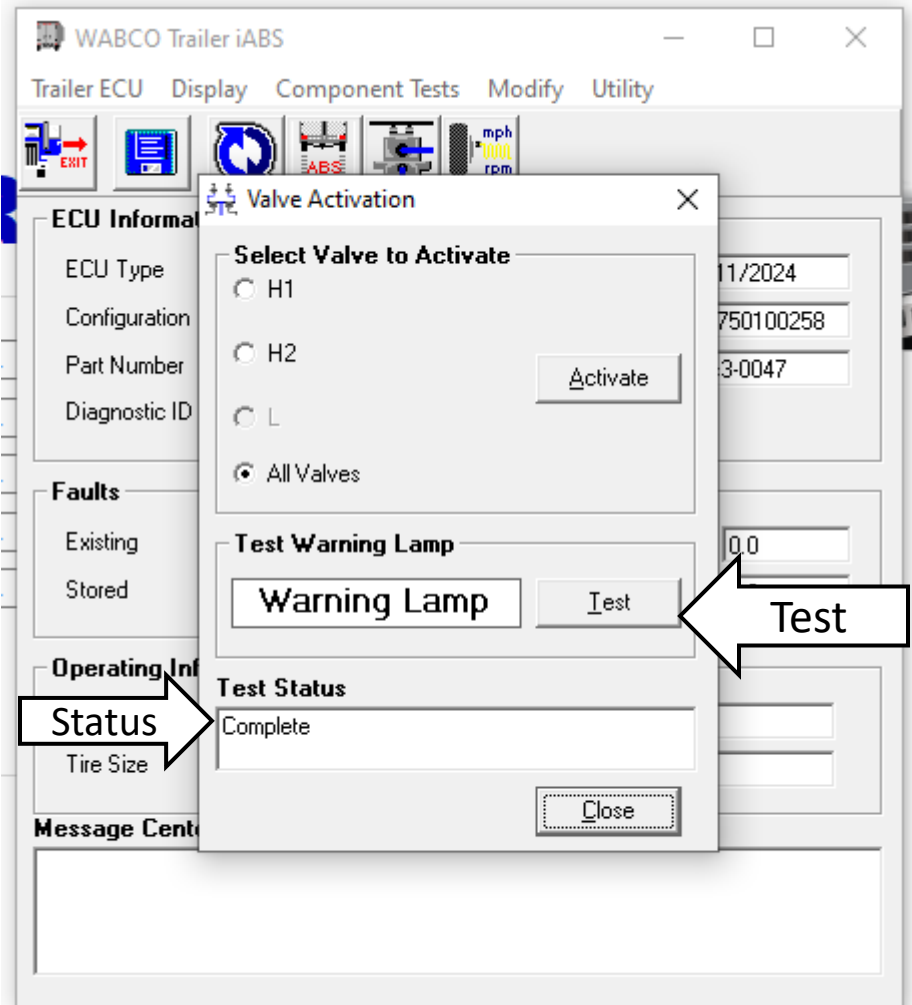 WABCO Trailer iABS
Trailer ECU Display Component Tests Modify Utility
EXIT
ABS
mph
rpm
Valve Activation
ECU Informat
ECU Type
11/2024
Configuration
750100258
Part Number
3-0047
Diagnostic ID
Select Valve to Activate
H1
H2
Activate
L
All Valves
Faults
Existing
0.0
Stored
Test Warning Lamp
Warning Lamp
Test
Test
Operating Inf
Test Status
Status
Complete
Tire Size
Close
Message Cent